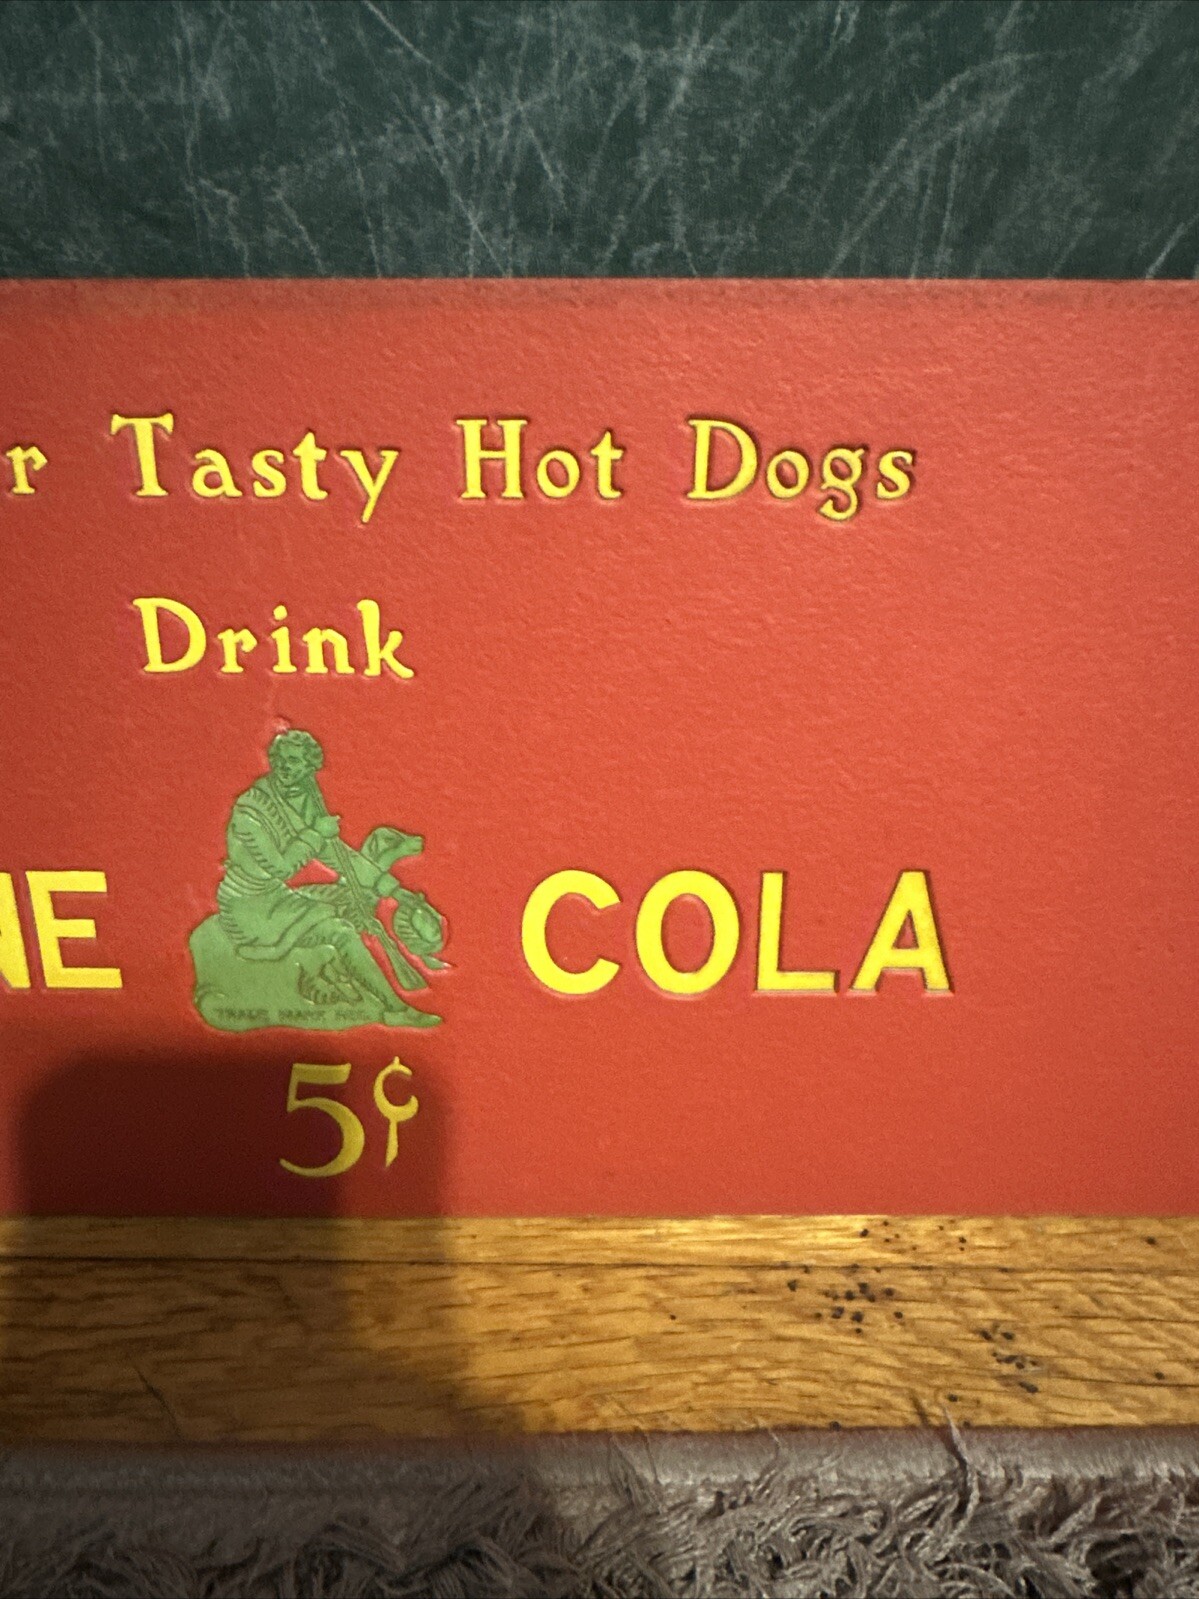 r Tasty Hot Dogs
Drink
NE COLA
TRADE MARK REG.
5¢